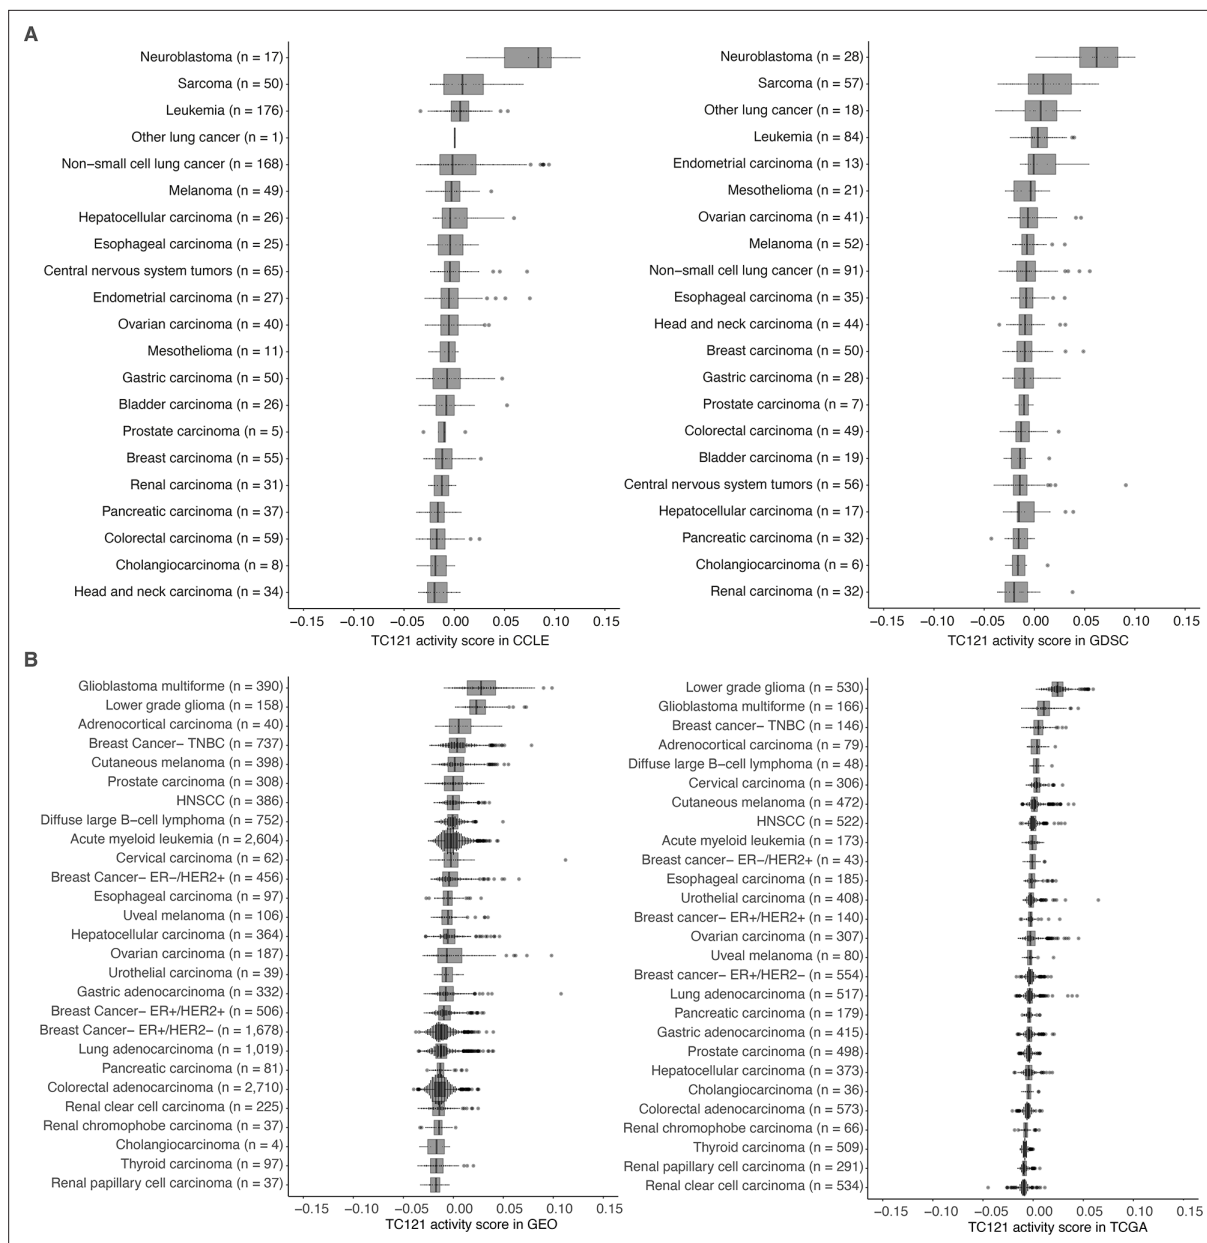 A
Neuroblastoma (n = 17)
Sarcoma (n = 50)
Leukemia (n = 176)
Other lung cancer (n = 1)
Non−small cell lung cancer (n = 168)
Melanoma (n = 49)
Hepatocellular carcinoma (n = 26)
Esophageal carcinoma (n = 25)
Central nervous system tumors (n = 65)
Endometrial carcinoma (n = 27)
Ovarian carcinoma (n = 40)
Mesothelioma (n = 11)
Gastric carcinoma (n = 50)
Bladder carcinoma (n = 26)
Prostate carcinoma (n = 5)
Breast carcinoma (n = 55)
Renal carcinoma (n = 31)
Pancreatic carcinoma (n = 37)
Colorectal carcinoma (n = 59)
Cholangiocarcinoma (n = 8)
Head and neck carcinoma (n = 34)
−0.15 −0.10 −0.05 0.00 0.05 0.10 0.15
TC121 activity score in CCLE
Neuroblastoma (n = 28)
Sarcoma (n = 57)
Other lung cancer (n = 18)
Leukemia (n = 84)
Endometrial carcinoma (n = 13)
Mesothelioma (n = 21)
Ovarian carcinoma (n = 41)
Melanoma (n = 52)
Non−small cell lung cancer (n = 91)
Esophageal carcinoma (n = 35)
Head and neck carcinoma (n = 44)
Breast carcinoma (n = 50)
Gastric carcinoma (n = 28)
Prostate carcinoma (n = 7)
Colorectal carcinoma (n = 49)
Bladder carcinoma (n = 19)
Central nervous system tumors (n = 56)
Hepatocellular carcinoma (n = 17)
Pancreatic carcinoma (n = 32)
Cholangiocarcinoma (n = 6)
Renal carcinoma (n = 32)
−0.15 −0.10 −0.05 0.00 0.05 0.10 0.15
TC121 activity score in GDSC
B
Glioblastoma multiforme (n = 390)
Lower grade glioma (n = 158)
Adrenocortical carcinoma (n = 40)
Breast Cancer− TNBC (n = 737)
Cutaneous melanoma (n = 398)
Prostate carcinoma (n = 308)
HNSCC (n = 386)
Diffuse large B−cell lymphoma (n = 752)
Acute myeloid leukemia (n = 2,604)
Cervical carcinoma (n = 62)
Breast Cancer− ER−/HER2+ (n = 456)
Esophageal carcinoma (n = 97)
Uveal melanoma (n = 106)
Hepatocellular carcinoma (n = 364)
Ovarian carcinoma (n = 187)
Urothelial carcinoma (n = 39)
Gastric adenocarcinoma (n = 332)
Breast Cancer− ER+/HER2+ (n = 506)
Breast Cancer− ER+/HER2− (n = 1,678)
Lung adenocarcinoma (n = 1,019)
Pancreatic carcinoma (n = 81)
Colorectal adenocarcinoma (n = 2,710)
Renal clear cell carcinoma (n = 225)
Renal chromophobe carcinoma (n = 37)
Cholangiocarcinoma (n = 4)
Thyroid carcinoma (n = 97)
Renal papillary cell carcinoma (n = 37)
−0.15 −0.10 −0.05 0.00 0.05 0.10 0.15
TC121 activity score in GEO
Lower grade glioma (n = 530)
Glioblastoma multiforme (n = 166)
Breast cancer− TNBC (n = 146)
Adrenocortical carcinoma (n = 79)
Diffuse large B−cell lymphoma (n = 48)
Cervical carcinoma (n = 306)
Cutaneous melanoma (n = 472)
HNSCC (n = 522)
Acute myeloid leukemia (n = 173)
Breast cancer− ER−/HER2+ (n = 43)
Esophageal carcinoma (n = 185)
Urothelial carcinoma (n = 408)
Breast cancer− ER+/HER2+ (n = 140)
Ovarian carcinoma (n = 307)
Uveal melanoma (n = 80)
Breast cancer− ER+/HER2− (n = 554)
Lung adenocarcinoma (n = 517)
Pancreatic carcinoma (n = 179)
Gastric adenocarcinoma (n = 415)
Prostate carcinoma (n = 498)
Hepatocellular carcinoma (n = 373)
Cholangiocarcinoma (n = 36)
Colorectal adenocarcinoma (n = 573)
Renal chromophobe carcinoma (n = 66)
Thyroid carcinoma (n = 509)
Renal papillary cell carcinoma (n = 291)
Renal clear cell carcinoma (n = 534)
−0.15 −0.10 −0.05 0.00 0.05 0.10 0.15
TC121 activity score in TCGA